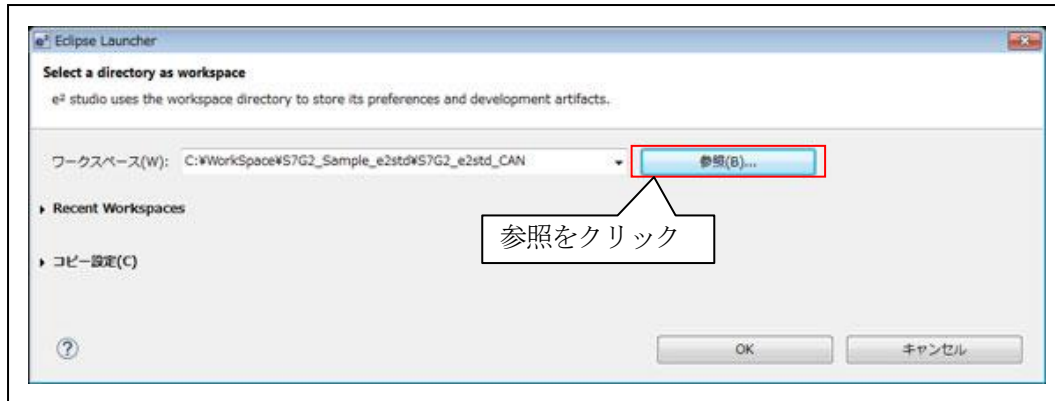 e² Eclipse Launcher
Select a directory as workspace
e² studio uses the workspace directory to store its preferences and development artifacts.
ワークスペース(W): C:¥WorkSpace¥S7G2_Sample_e2std¥S7G2_e2std_CAN 参照(B)...
Recent Workspaces
参照をクリック
コピー設定(C)
? OK キャンセル